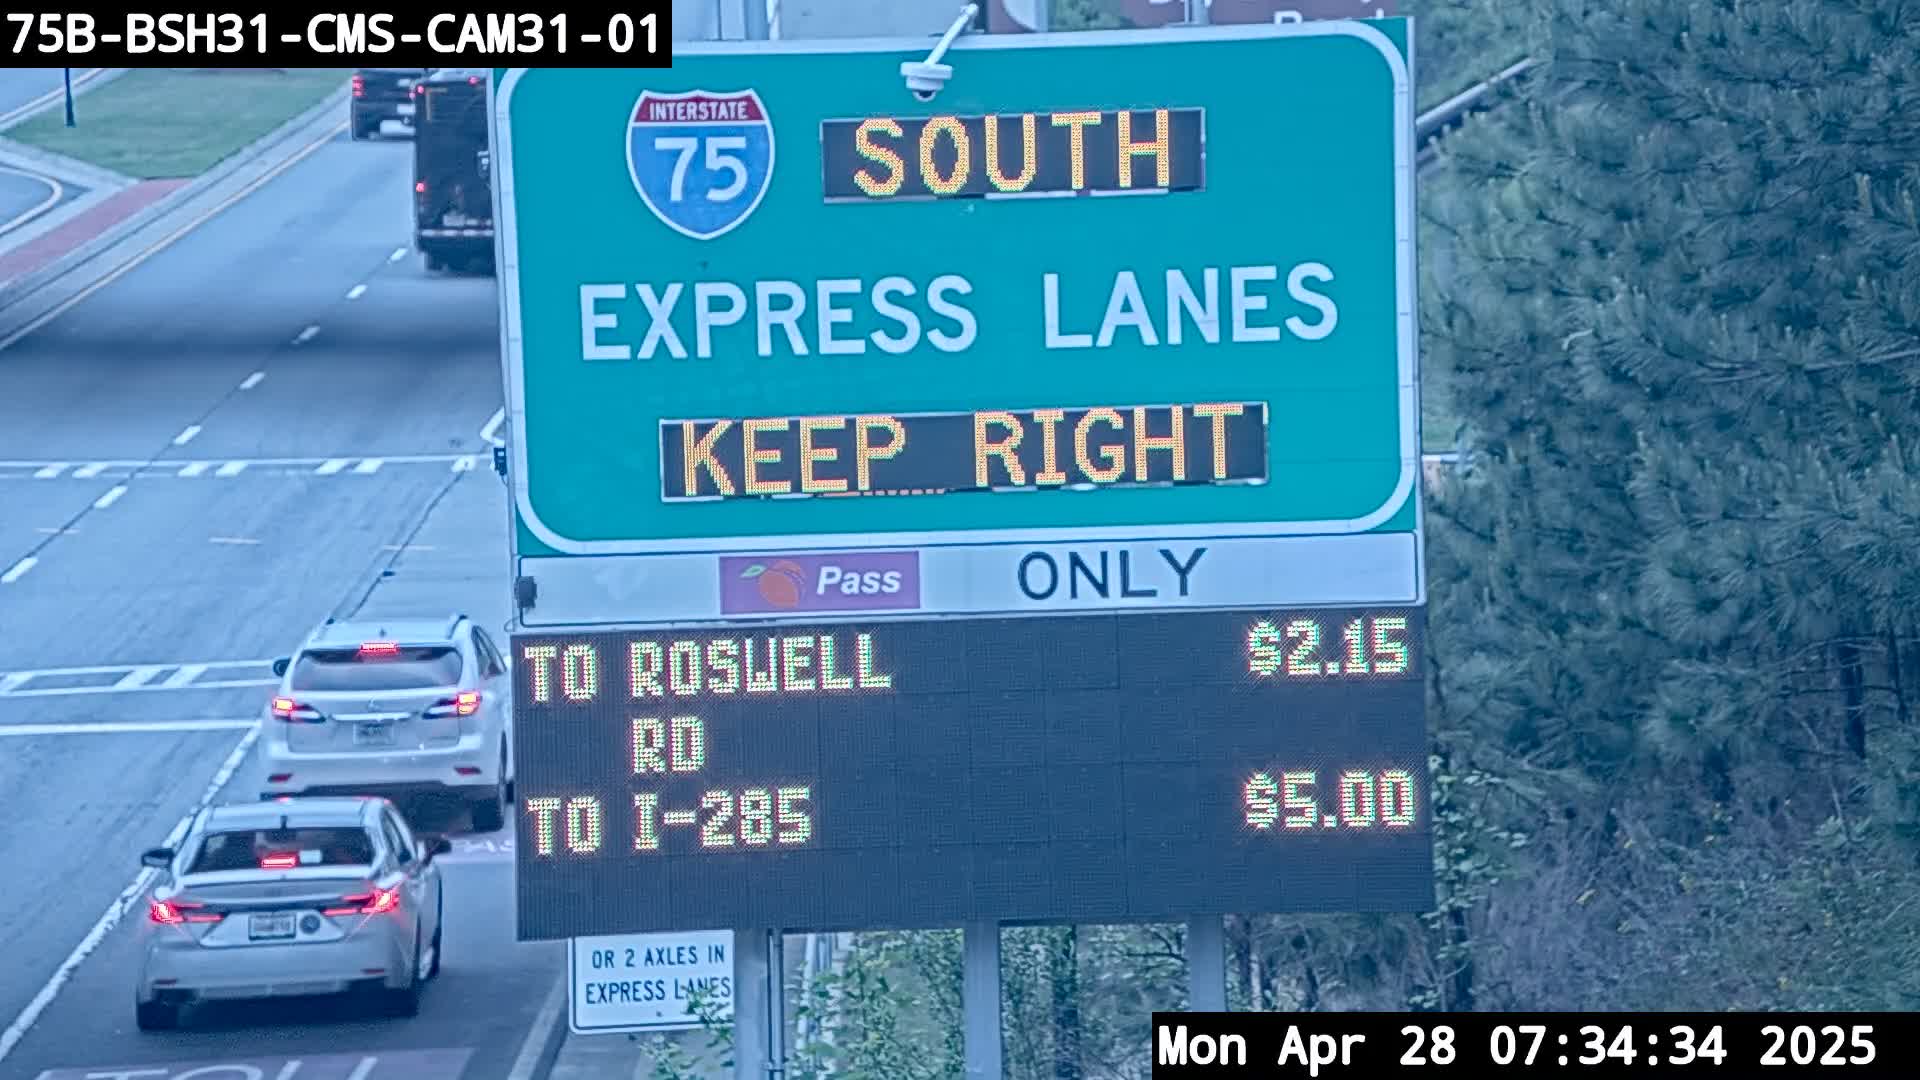 75B-BSH31-CMS-CAM31-01
INTERSTATE
75
SOUTH
EXPRESS LANES
KEEP RIGHT
Pass ONLY
TO ROSWELL $2.15
RD
TO I-285 $5.00
OR 2 AXLES IN
EXPRESS LANES
TOLL
Mon Apr 28 07:34:34 2025